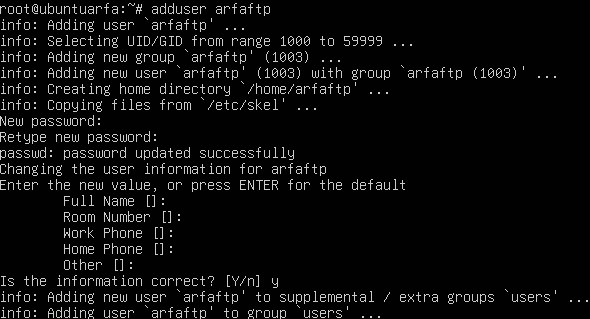 root@ubuntuarfa:~# adduser arfaftp
info: Adding user `arfaftp' ...
info: Selecting UID/GID from range 1000 to 59999 ...
info: Adding new group `arfaftp' (1003) ...
info: Adding new user `arfaftp' (1003) with group `arfaftp (1003)' ...
info: Creating home directory `/home/arfaftp' ...
info: Copying files from `/etc/skel' ...
New password:
Retype new password:
passwd: password updated successfully
Changing the user information for arfaftp
Enter the new value, or press ENTER for the default
        Full Name []:
        Room Number []:
        Work Phone []:
        Home Phone []:
        Other []:
Is the information correct? [Y/n] y
info: Adding new user `arfaftp' to supplemental / extra groups `users' ...
info: Adding user `arfaftp' to group `users' ...